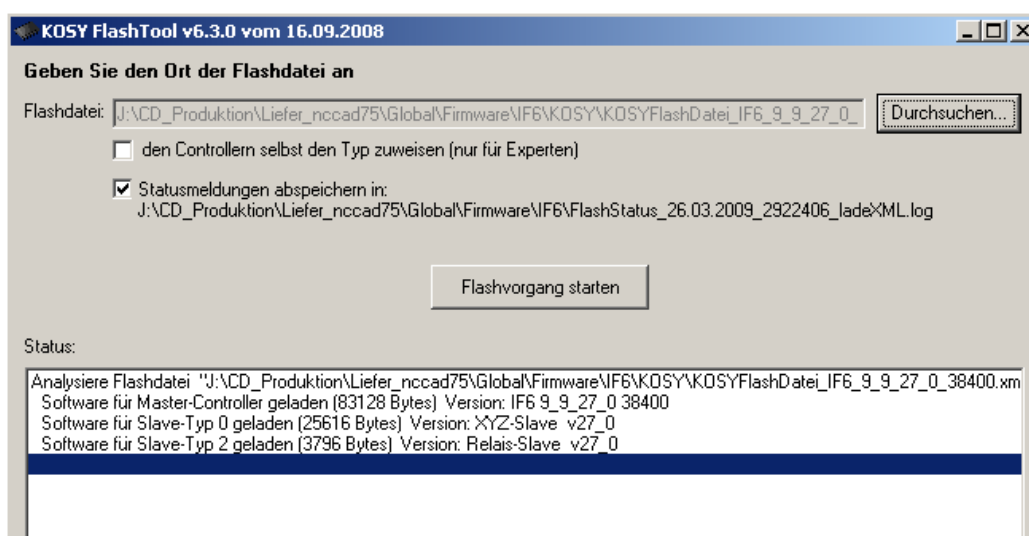 KOSY FlashTool v6.3.0 vom 16.09.2008
Geben Sie den Ort der Flashdatei an
Flashdatei: J:\CD_Produktion\Liefer_nccad75\Global\Firmware\IF6\KOSY\KOSYFlashDatei_IF6_9_9_27_0_ Durchsuchen...
den Controllern selbst den Typ zuweisen (nur für Experten)
Statusmeldungen abspeichern in:
J:\CD_Produktion\Liefer_nccad75\Global\Firmware\IF6\FlashStatus_26.03.2009_2922406_ladeXML.log
Flashvorgang starten
Status:
Analysiere Flashdatei "J:\CD_Produktion\Liefer_nccad75\Global\Firmware\IF6\KOSY\KOSYFlashDatei_IF6_9_9_27_0_38400.xm
Software für Master-Controller geladen (83128 Bytes) Version: IF6 9_9_27_0 38400
Software für Slave-Typ 0 geladen (25616 Bytes) Version: XYZ-Slave v27_0
Software für Slave-Typ 2 geladen (3796 Bytes) Version: Relais-Slave v27_0